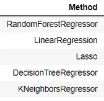 Method
RandomForestRegressor
LinearRegression
Lasso
DecisionTreeRegressor
KNeighborsRegressor